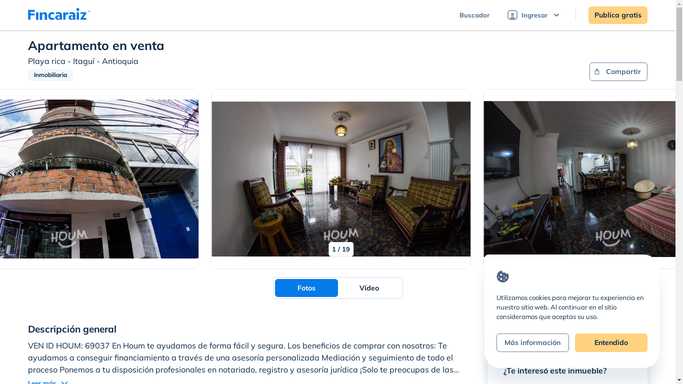 Fincaraiz
Buscador
Ingresar
Publica gratis
Apartamento en venta
Playa rica - Itaguí - Antioquia
Inmobiliaria
Compartir
HOUM
HOUM
HOUM
1 / 19
Fotos
Video
Descripción general
VEN ID HOUM: 69037 En Houm te ayudamos de forma fácil y segura. Los beneficios de comprar con nosotros: Te
ayudamos a conseguir financiamiento a través de una asesoría personalizada Mediación y seguimiento de todo el
proceso Ponemos a tu disposición profesionales en notariado, registro y asesoría jurídica ¡Solo te preocupas de las...
Leer más
Utilizamos cookies para mejorar tu experiencia en
nuestro sitio web. Al continuar en el sitio
consideramos que aceptas su uso.
Más información
Entendido
¿Te interesó este inmueble?